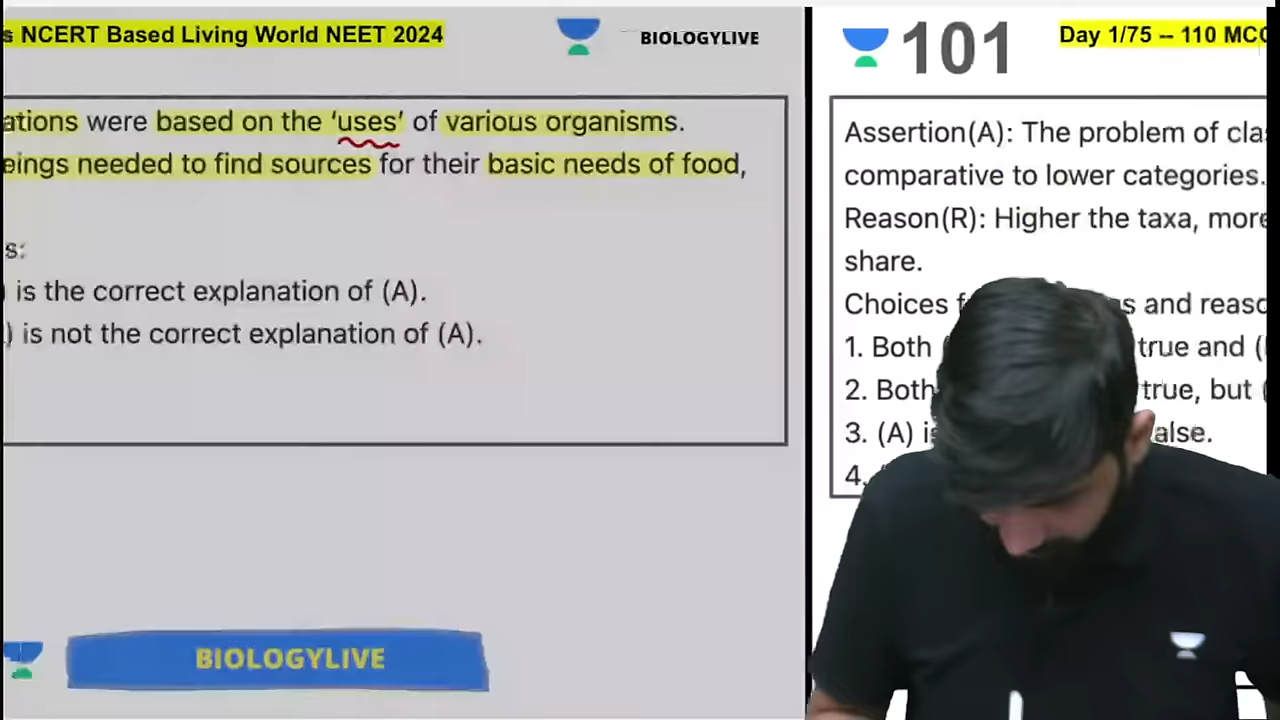 s NCERT Based Living World NEET 2024
BIOLOGYLIVE
ations were based on the ‘uses’ of various organisms.
eings needed to find sources for their basic needs of food,
s:
) is the correct explanation of (A).
) is not the correct explanation of (A).
BIOLOGYLIVE
101
Day 1/75 – 110 MC
Assertion(A): The problem of cla
comparative to lower categories.
Reason(R): Higher the taxa, more
share.
Choices and reaso
1. Both true and (
2. Both true, but
3. (A) alse.
4.